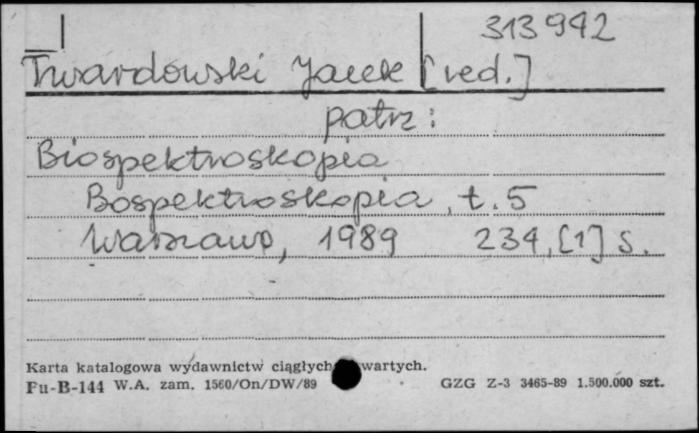 313942
Twardowski Jacek [red.]
patrz:
Biospektroskopia
Bospektroskopia, t. 5
Warszawa, 1989 234, [1] s.
Karta katalogowa wydawnictw ciągłych wartych.
Pu-B-144 W.A. zam. 1560/On/DW/89 GZG Z-3 3465-89 1.500.000 szt.